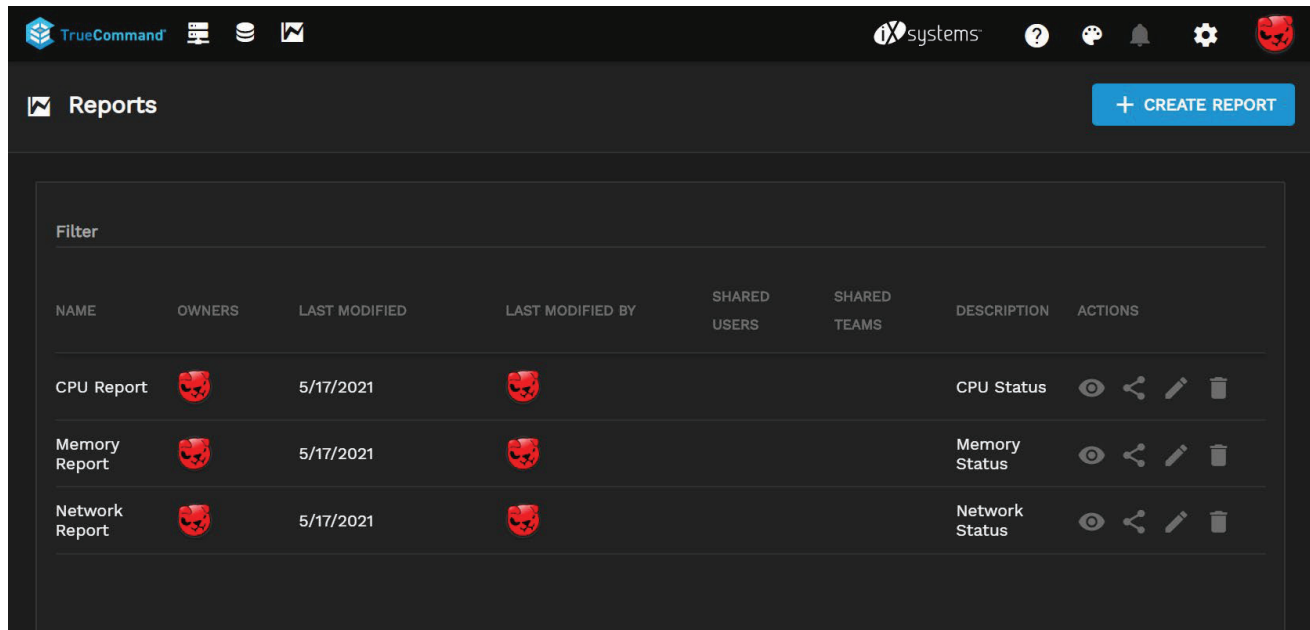 TrueCommand
iXsystems
Reports
+ CREATE REPORT
Filter
NAME OWNERS LAST MODIFIED LAST MODIFIED BY SHARED USERS SHARED TEAMS DESCRIPTION ACTIONS
CPU Report 5/17/2021 CPU Status
Memory Report 5/17/2021 Memory Status
Network Report 5/17/2021 Network Status